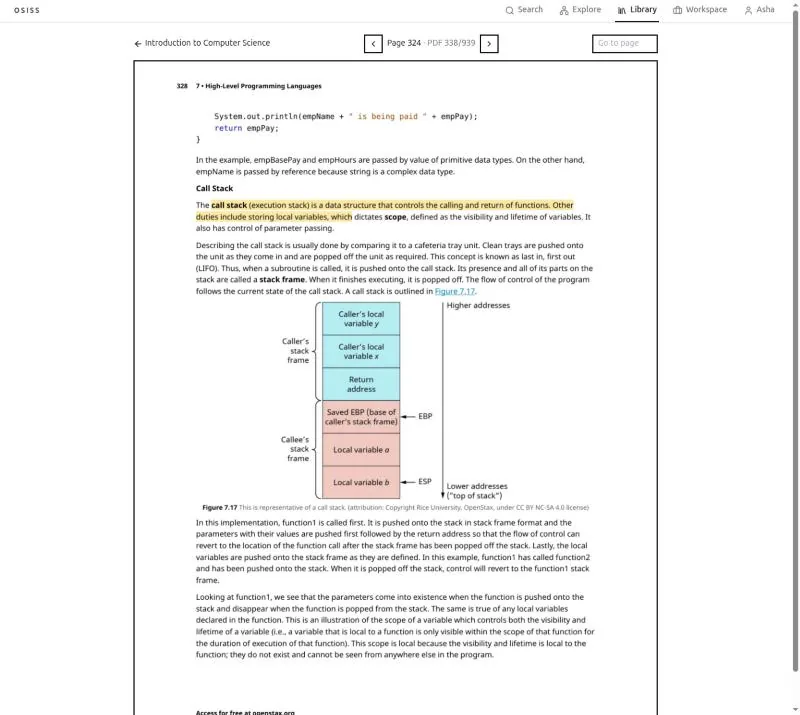 OSISS
Search Explore Library Workspace Asha
← Introduction to Computer Science
‹ Page 324 · PDF 338/939 › Go to page
328 7 • High-Level Programming Languages
System.out.println(empName + " is being paid " + empPay);
return empPay;
}
In the example, empBasePay and empHours are passed by value of primitive data types. On the other hand,
empName is passed by reference because string is a complex data type.
Call Stack
The call stack (execution stack) is a data structure that controls the calling and return of functions. Other
duties include storing local variables, which dictates scope, defined as the visibility and lifetime of variables. It
also has control of parameter passing.
Describing the call stack is usually done by comparing it to a cafeteria tray unit. Clean trays are pushed onto
the unit as they come in and are popped off the unit as required. This concept is known as last in, first out
(LIFO). Thus, when a subroutine is called, it is pushed onto the call stack. Its presence and all of its parts on the
stack are called a stack frame. When it finishes executing, it is popped off. The flow of control of the program
follows the current state of the call stack. A call stack is outlined in Figure 7.17.
Caller's
stack
frame
Caller's local
variable y
Caller's local
variable x
Return
address
Higher addresses
Callee's
stack
frame
Saved EBP (base of
caller's stack frame)
EBP
Local variable a
Local variable b
ESP
Lower addresses
("top of stack")
Figure 7.17 This is representative of a call stack. (attribution: Copyright Rice University, OpenStax, under CC BY NC-SA 4.0 license)
In this implementation, function1 is called first. It is pushed onto the stack in stack frame format and the
parameters with their values are pushed first followed by the return address so that the flow of control can
revert to the location of the function call after the stack frame has been popped off the stack. Lastly, the local
variables are pushed onto the stack frame as they are defined. In this example, function1 has called function2
and has been pushed onto the stack. When it is popped off the stack, control will revert to the function1 stack
frame.
Looking at function1, we see that the parameters come into existence when the function is pushed onto the
stack and disappear when the function is popped from the stack. The same is true of any local variables
declared in the function. This is an illustration of the scope of a variable which controls both the visibility and
lifetime of a variable (i.e., a variable that is local to a function is only visible within the scope of that function for
the duration of execution of that function). This scope is local because the visibility and lifetime is local to the
function; they do not exist and cannot be seen from anywhere else in the program.
Access for free at openstax.org